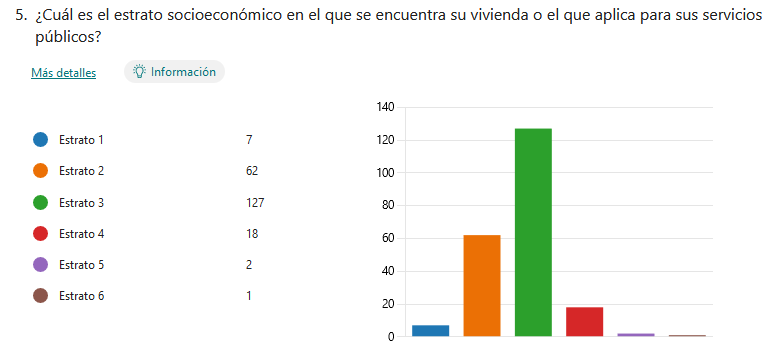 5. ¿Cuál es el estrato socioeconómico en el que se encuentra su vivienda o el que aplica para sus servicios
públicos?
Más detalles
Información
Estrato 1 7
Estrato 2 62
Estrato 3 127
Estrato 4 18
Estrato 5 2
Estrato 6 1
140
120
100
80
60
40
20
0